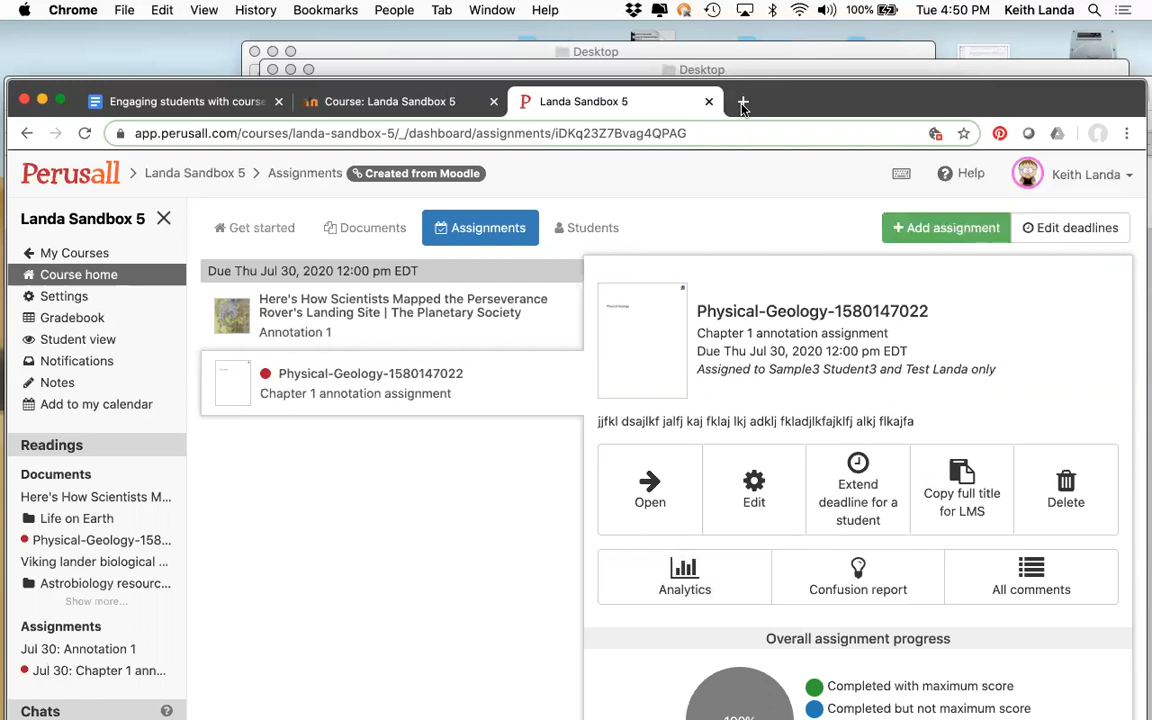 Chrome File Edit View History Bookmarks People Tab Window Help 100% Tue 4:50 PM Keith Landa
Desktop
Desktop
Engaging students with course Course: Landa Sandbox 5 Landa Sandbox 5
app.perusall.com/courses/landa-sandbox-5/_/dashboard/assignments/iDKq23Z7Bvag4QPAG
Perusall > Landa Sandbox 5 > Assignments Created from Moodle Help Keith Landa
Landa Sandbox 5
Get started Documents Assignments Students + Add assignment Edit deadlines
My Courses
Course home
Settings
Gradebook
Student view
Notifications
Notes
Add to my calendar
Readings
Documents
Here's How Scientists M...
Life on Earth
Physical-Geology-158...
Viking lander biological ...
Astrobiology resourc...
Show more...
Assignments
Jul 30: Annotation 1
Jul 30: Chapter 1 ann...
Chats
Due Thu Jul 30, 2020 12:00 pm EDT
Here's How Scientists Mapped the Perseverance
Rover's Landing Site | The Planetary Society
Annotation 1
Physical-Geology-1580147022
Chapter 1 annotation assignment
Physical-Geology-1580147022
Chapter 1 annotation assignment
Due Thu Jul 30, 2020 12:00 pm EDT
Assigned to Sample3 Student3 and Test Landa only
jjfkl dsajlkf jalfj kaj fklaj lkj adklj fkladjlkfajklfj alkj flkajfa
Open
Edit
Extend
deadline for a
student
Copy full title
for LMS
Delete
Analytics
Confusion report
All comments
Overall assignment progress
Completed with maximum score
Completed but not maximum score
100%